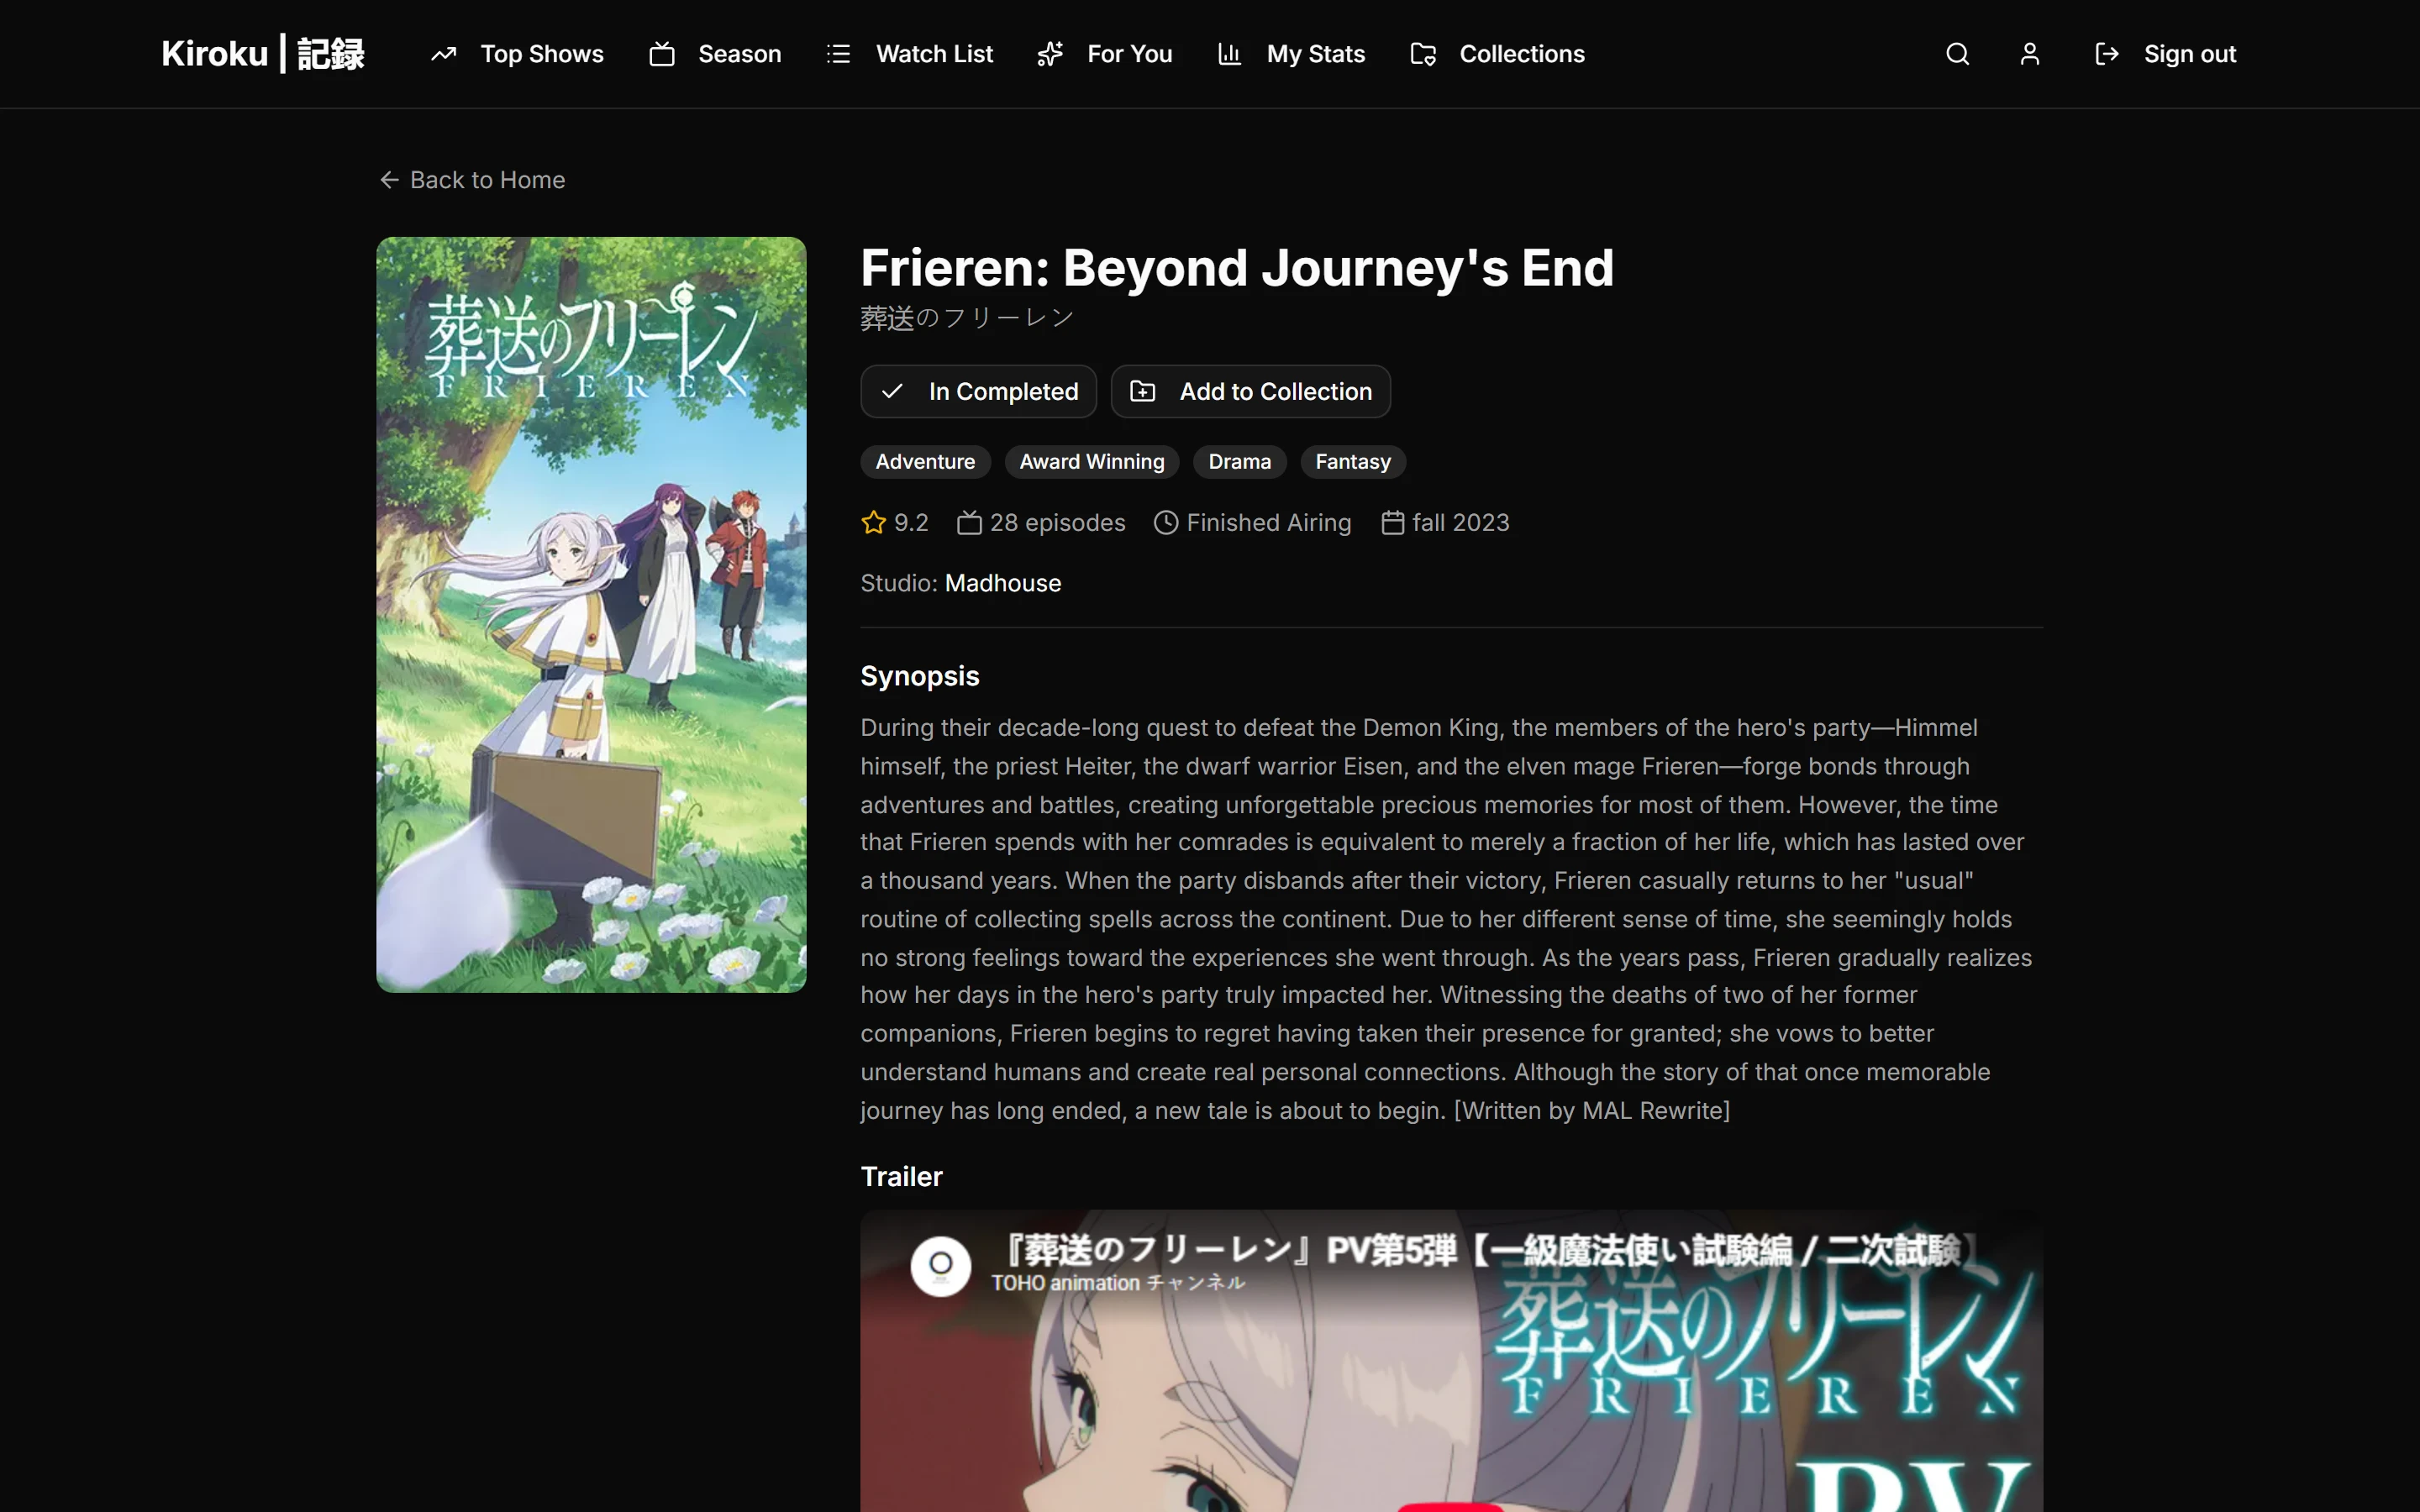 Kiroku | 記録
Top Shows
Season
Watch List
For You
My Stats
Collections
Sign out
Back to Home
葬送のフリーレン
FRIEREN
Frieren: Beyond Journey's End
葬送のフリーレン
In Completed
Add to Collection
Adventure
Award Winning
Drama
Fantasy
9.2
28 episodes
Finished Airing
fall 2023
Studio: Madhouse
Synopsis
During their decade-long quest to defeat the Demon King, the members of the hero's party—Himmel
himself, the priest Heiter, the dwarf warrior Eisen, and the elven mage Frieren—forge bonds through
adventures and battles, creating unforgettable precious memories for most of them. However, the time
that Frieren spends with her comrades is equivalent to merely a fraction of her life, which has lasted over
a thousand years. When the party disbands after their victory, Frieren casually returns to her "usual"
routine of collecting spells across the continent. Due to her different sense of time, she seemingly holds
no strong feelings toward the experiences she went through. As the years pass, Frieren gradually realizes
how her days in the hero's party truly impacted her. Witnessing the deaths of two of her former
companions, Frieren begins to regret having taken their presence for granted; she vows to better
understand humans and create real personal connections. Although the story of that once memorable
journey has long ended, a new tale is about to begin. [Written by MAL Rewrite]
Trailer
『葬送のフリーレン』PV第5弾【一級魔法使い試験編 / 二次試験】
TOHO animation チャンネル
葬送のフリーレン
FRIEREN
PV